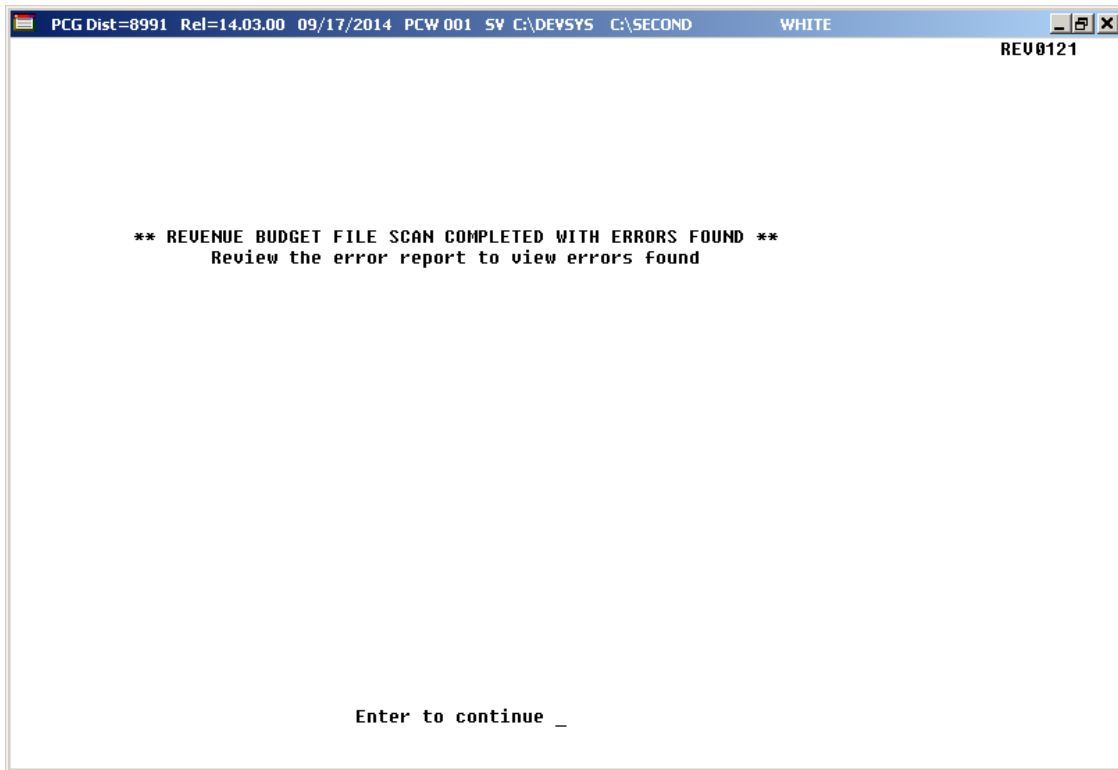 PCG Dist=8991 Rel=14.03.00 09/17/2014 PCW 001 SV C:\DEVSYS C:\SECOND WHITE
REV0121
** REVENUE BUDGET FILE SCAN COMPLETED WITH ERRORS FOUND **
Review the error report to view errors found
Enter to continue _